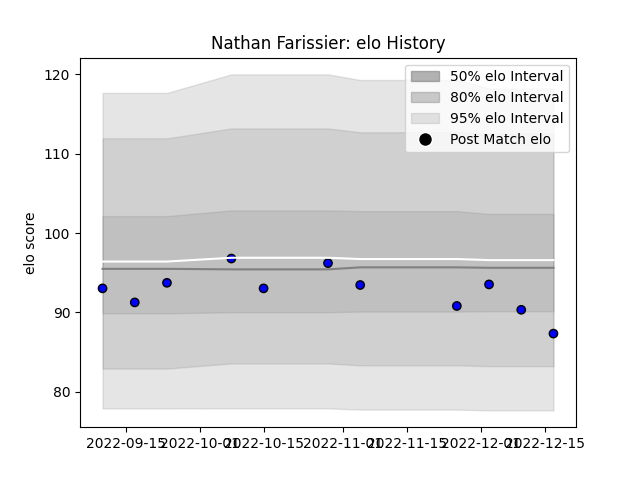 Nathan Farissier: elo History
120
110
100
90
80
elo score
50% elo Interval
80% elo Interval
95% elo Interval
Post Match elo
2022-09-15 2022-10-01 2022-10-15 2022-11-01 2022-11-15 2022-12-01 2022-12-15